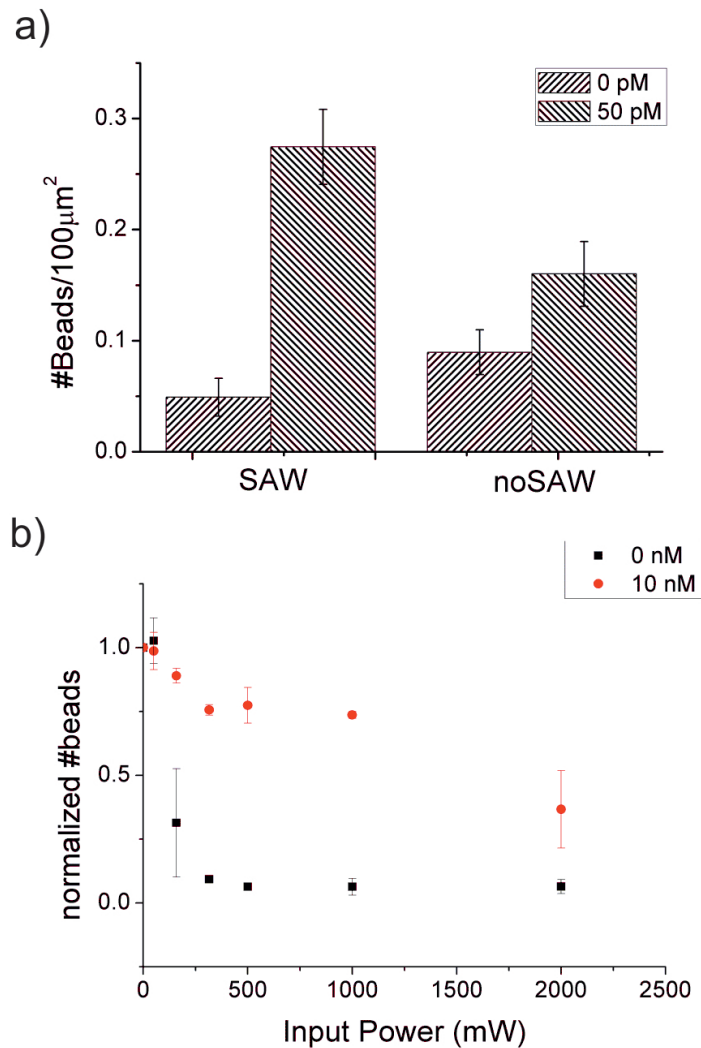 a)
0 pM
50 pM
0.3
0.2
0.1
0.0
#Beads/100µm²
SAW
noSAW
b)
0 nM
10 nM
1.0
0.5
0.0
normalized #beads
0
500
1000
1500
2000
2500
Input Power (mW)